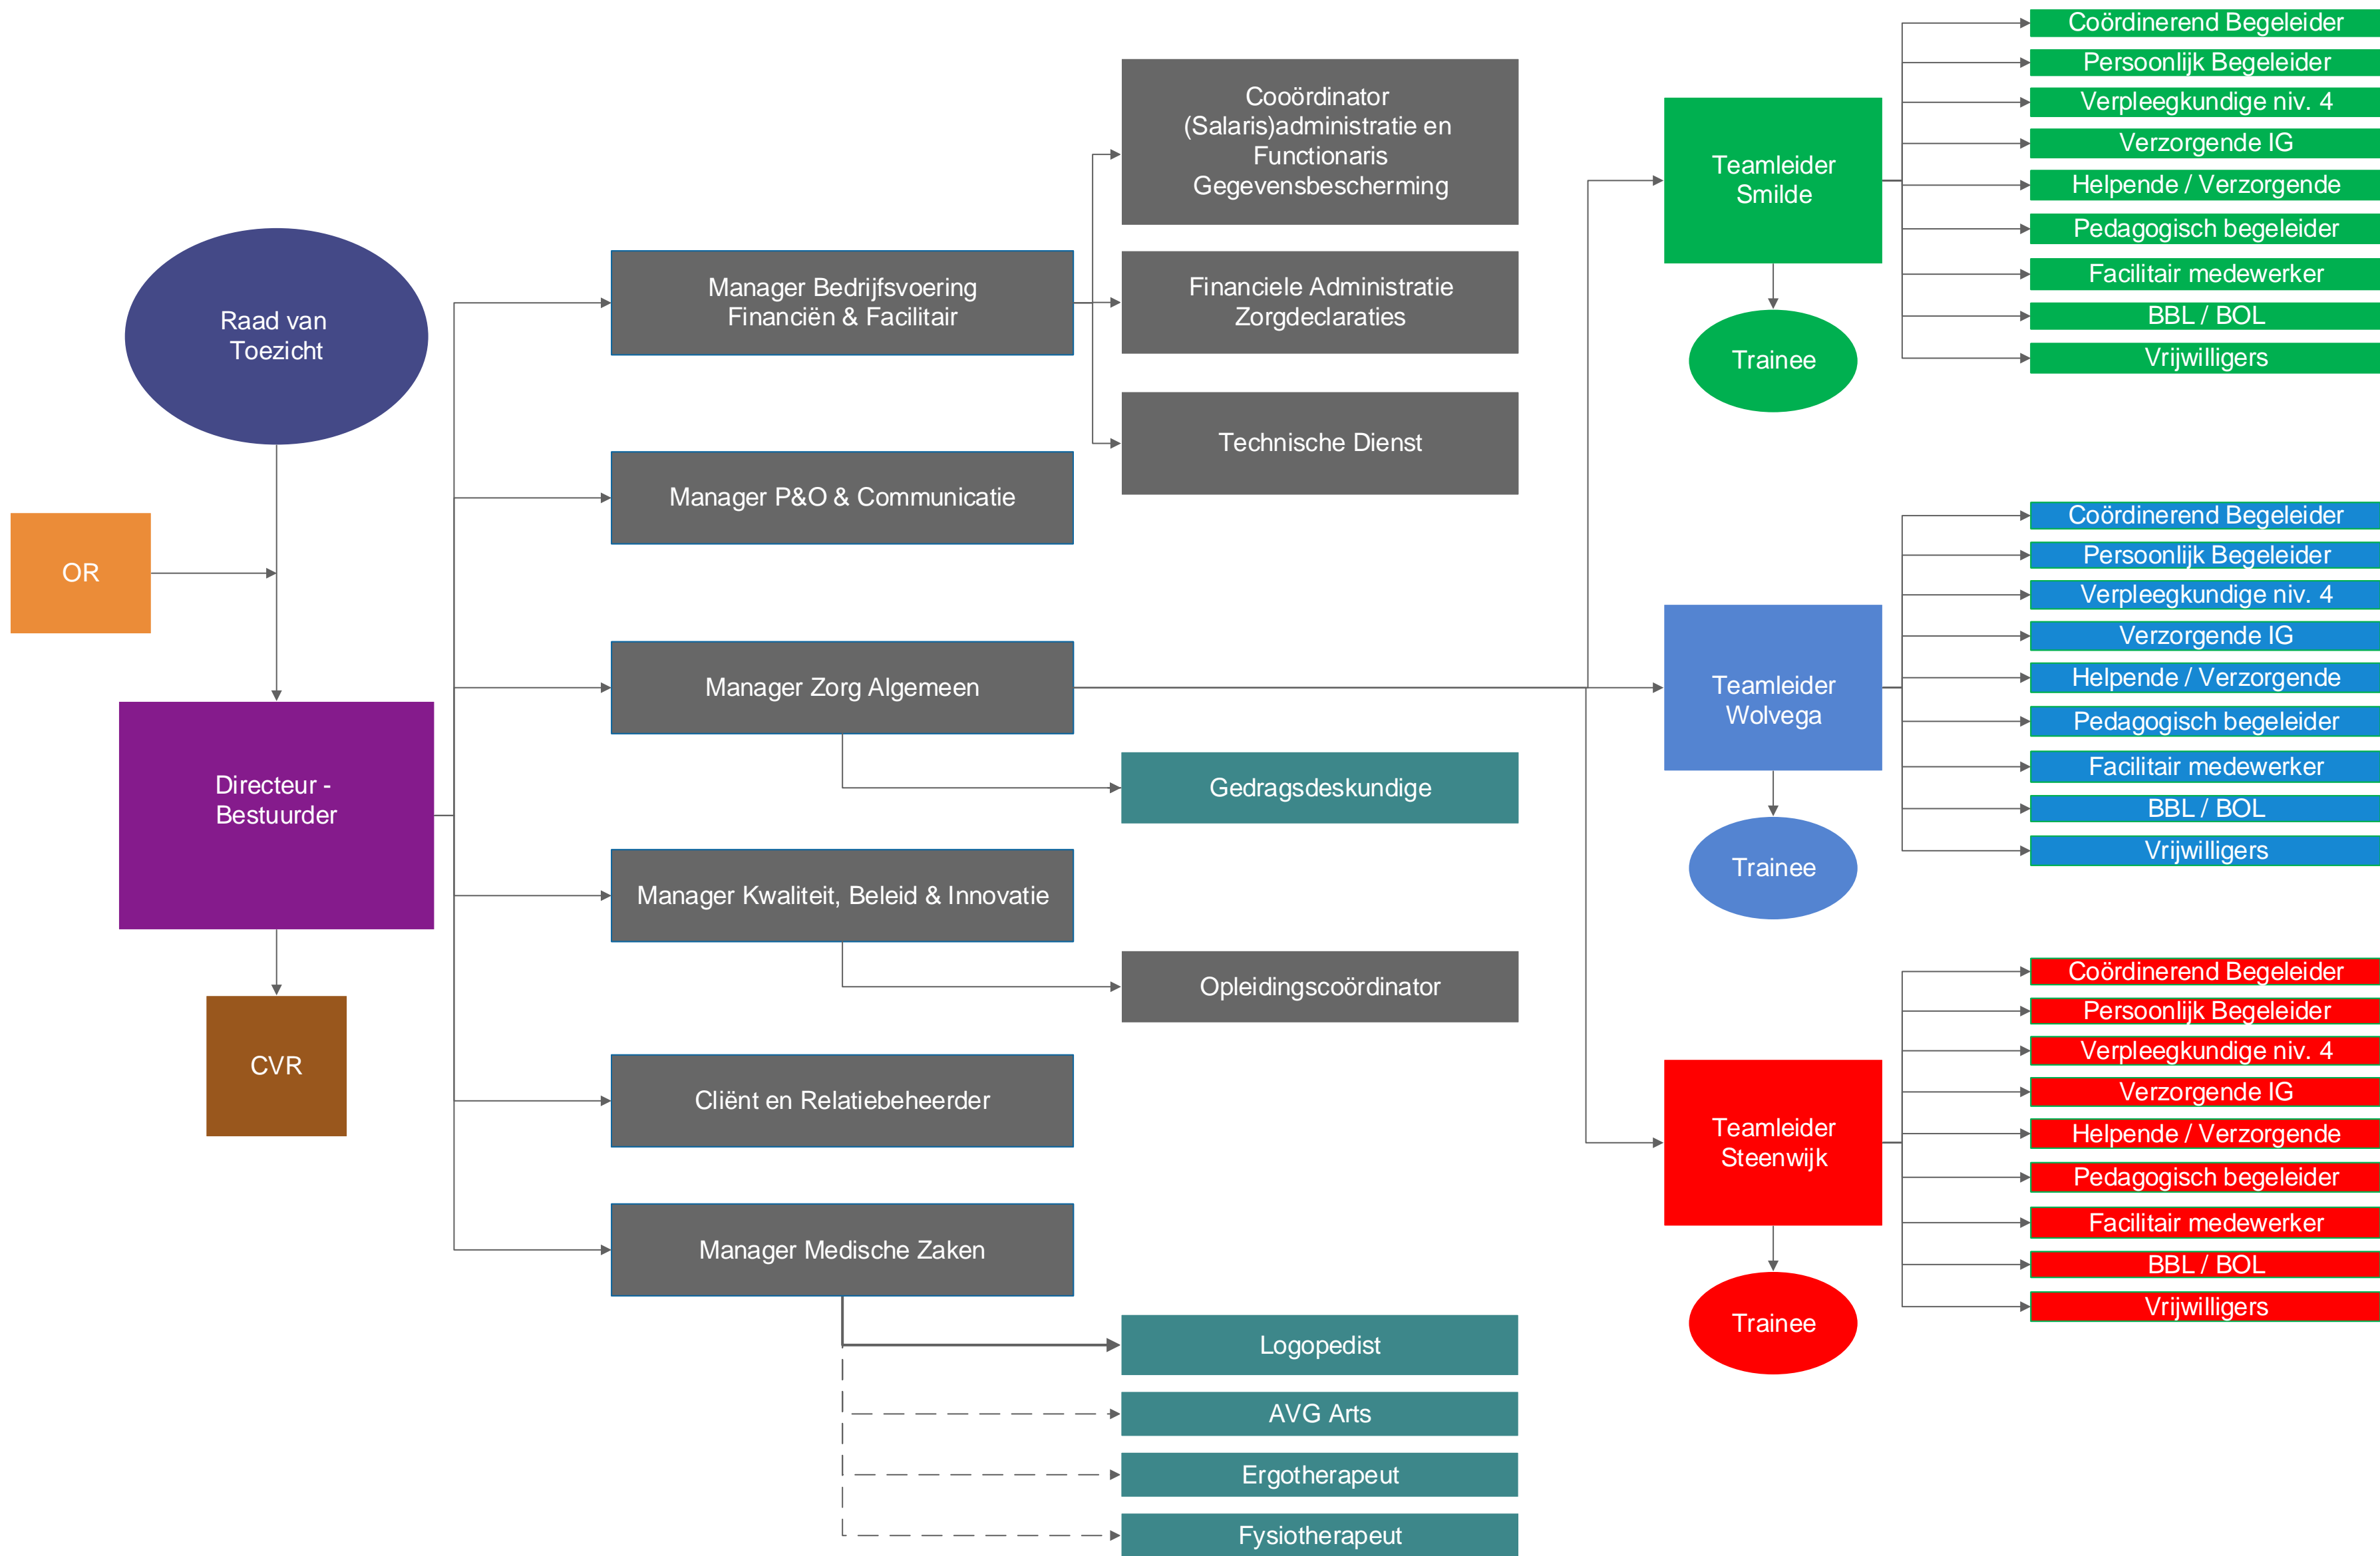 Raad van
Toezicht
OR
Directeur -
Bestuurder
CVR
Manager Bedrijfsvoering
Financiën & Facilitair
Manager P&O & Communicatie
Manager Zorg Algemeen
Manager Kwaliteit, Beleid & Innovatie
Cliënt en Relatiebeheerder
Manager Medische Zaken
Cooördinator
(Salaris)administratie en
Functionaris
Gegevensbescherming
Financiele Administratie
Zorgdeclaraties
Technische Dienst
Gedragsdeskundige
Opleidingscoördinator
Logopedist
AVG Arts
Ergotherapeut
Fysiotherapeut
Teamleider
Smilde
Trainee
Coördinerend Begeleider
Persoonlijk Begeleider
Verpleegkundige niv. 4
Verzorgende IG
Helpende / Verzorgende
Pedagogisch begeleider
Facilitair medewerker
BBL / BOL
Vrijwilligers
Teamleider
Wolvega
Trainee
Coördinerend Begeleider
Persoonlijk Begeleider
Verpleegkundige niv. 4
Verzorgende IG
Helpende / Verzorgende
Pedagogisch begeleider
Facilitair medewerker
BBL / BOL
Vrijwilligers
Teamleider
Steenwijk
Trainee
Coördinerend Begeleider
Persoonlijk Begeleider
Verpleegkundige niv. 4
Verzorgende IG
Helpende / Verzorgende
Pedagogisch begeleider
Facilitair medewerker
BBL / BOL
Vrijwilligers